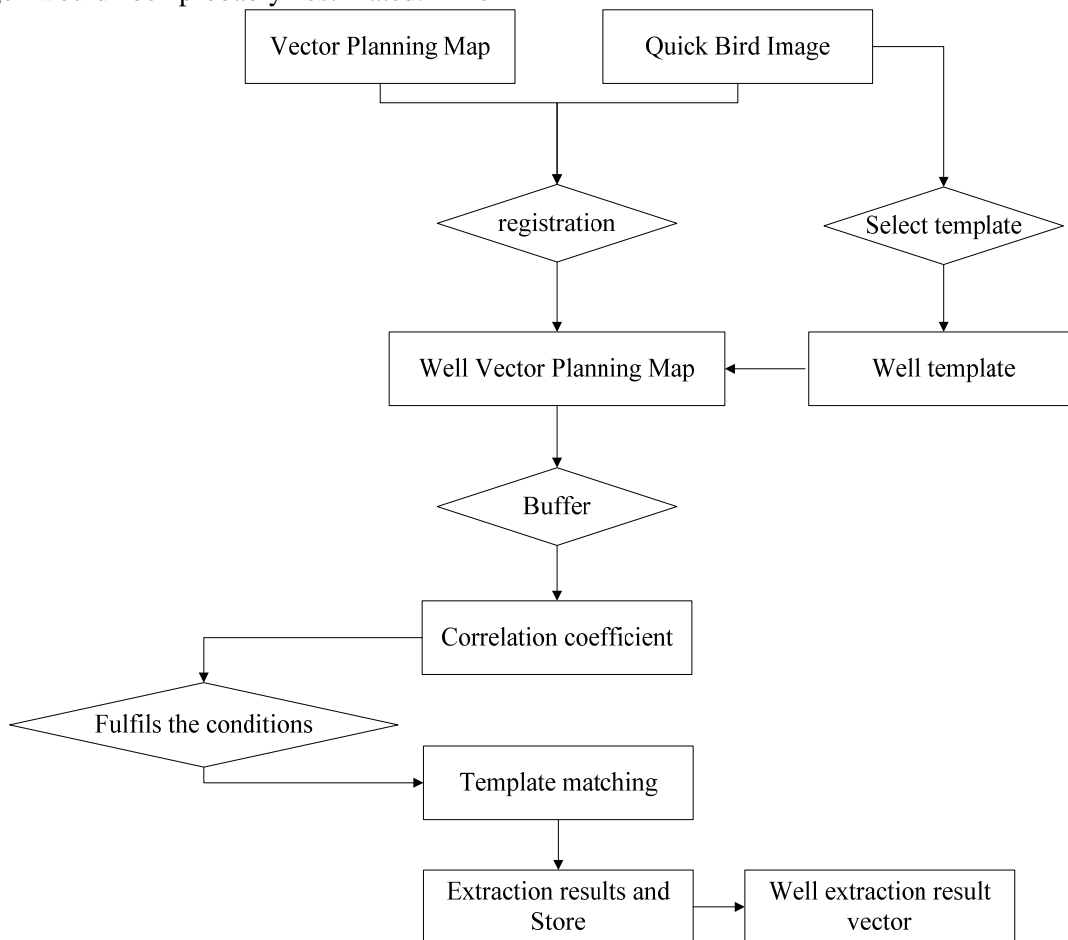 Vector Planning Map
Quick Bird Image
registration
Select template
Well Vector Planning Map
Well template
Buffer
Correlation coefficient
Fulfils the conditions
Template matching
Extraction results and
Store
Well extraction result
vector